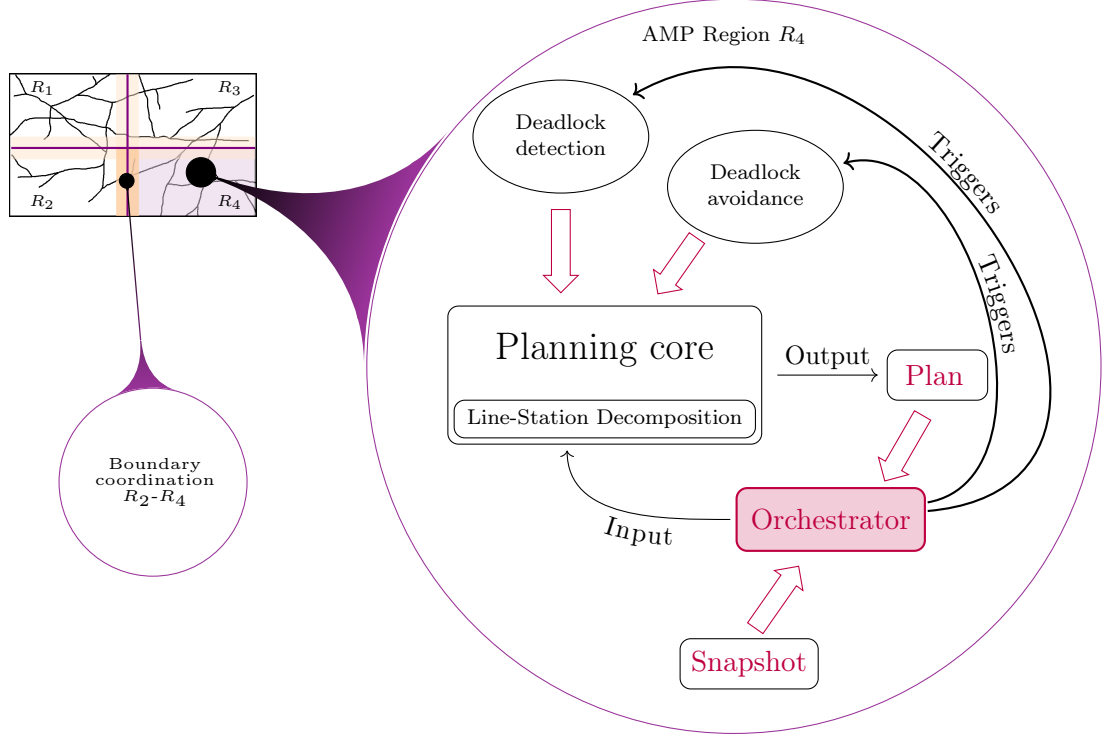 AMP Region R4
R1
R3
R2
R4
Deadlock
detection
Deadlock
avoidance
Triggers
Triggers
Planning core
Line-Station Decomposition
Output
Plan
Boundary
coordination
R2-R4
Input
Orchestrator
Snapshot